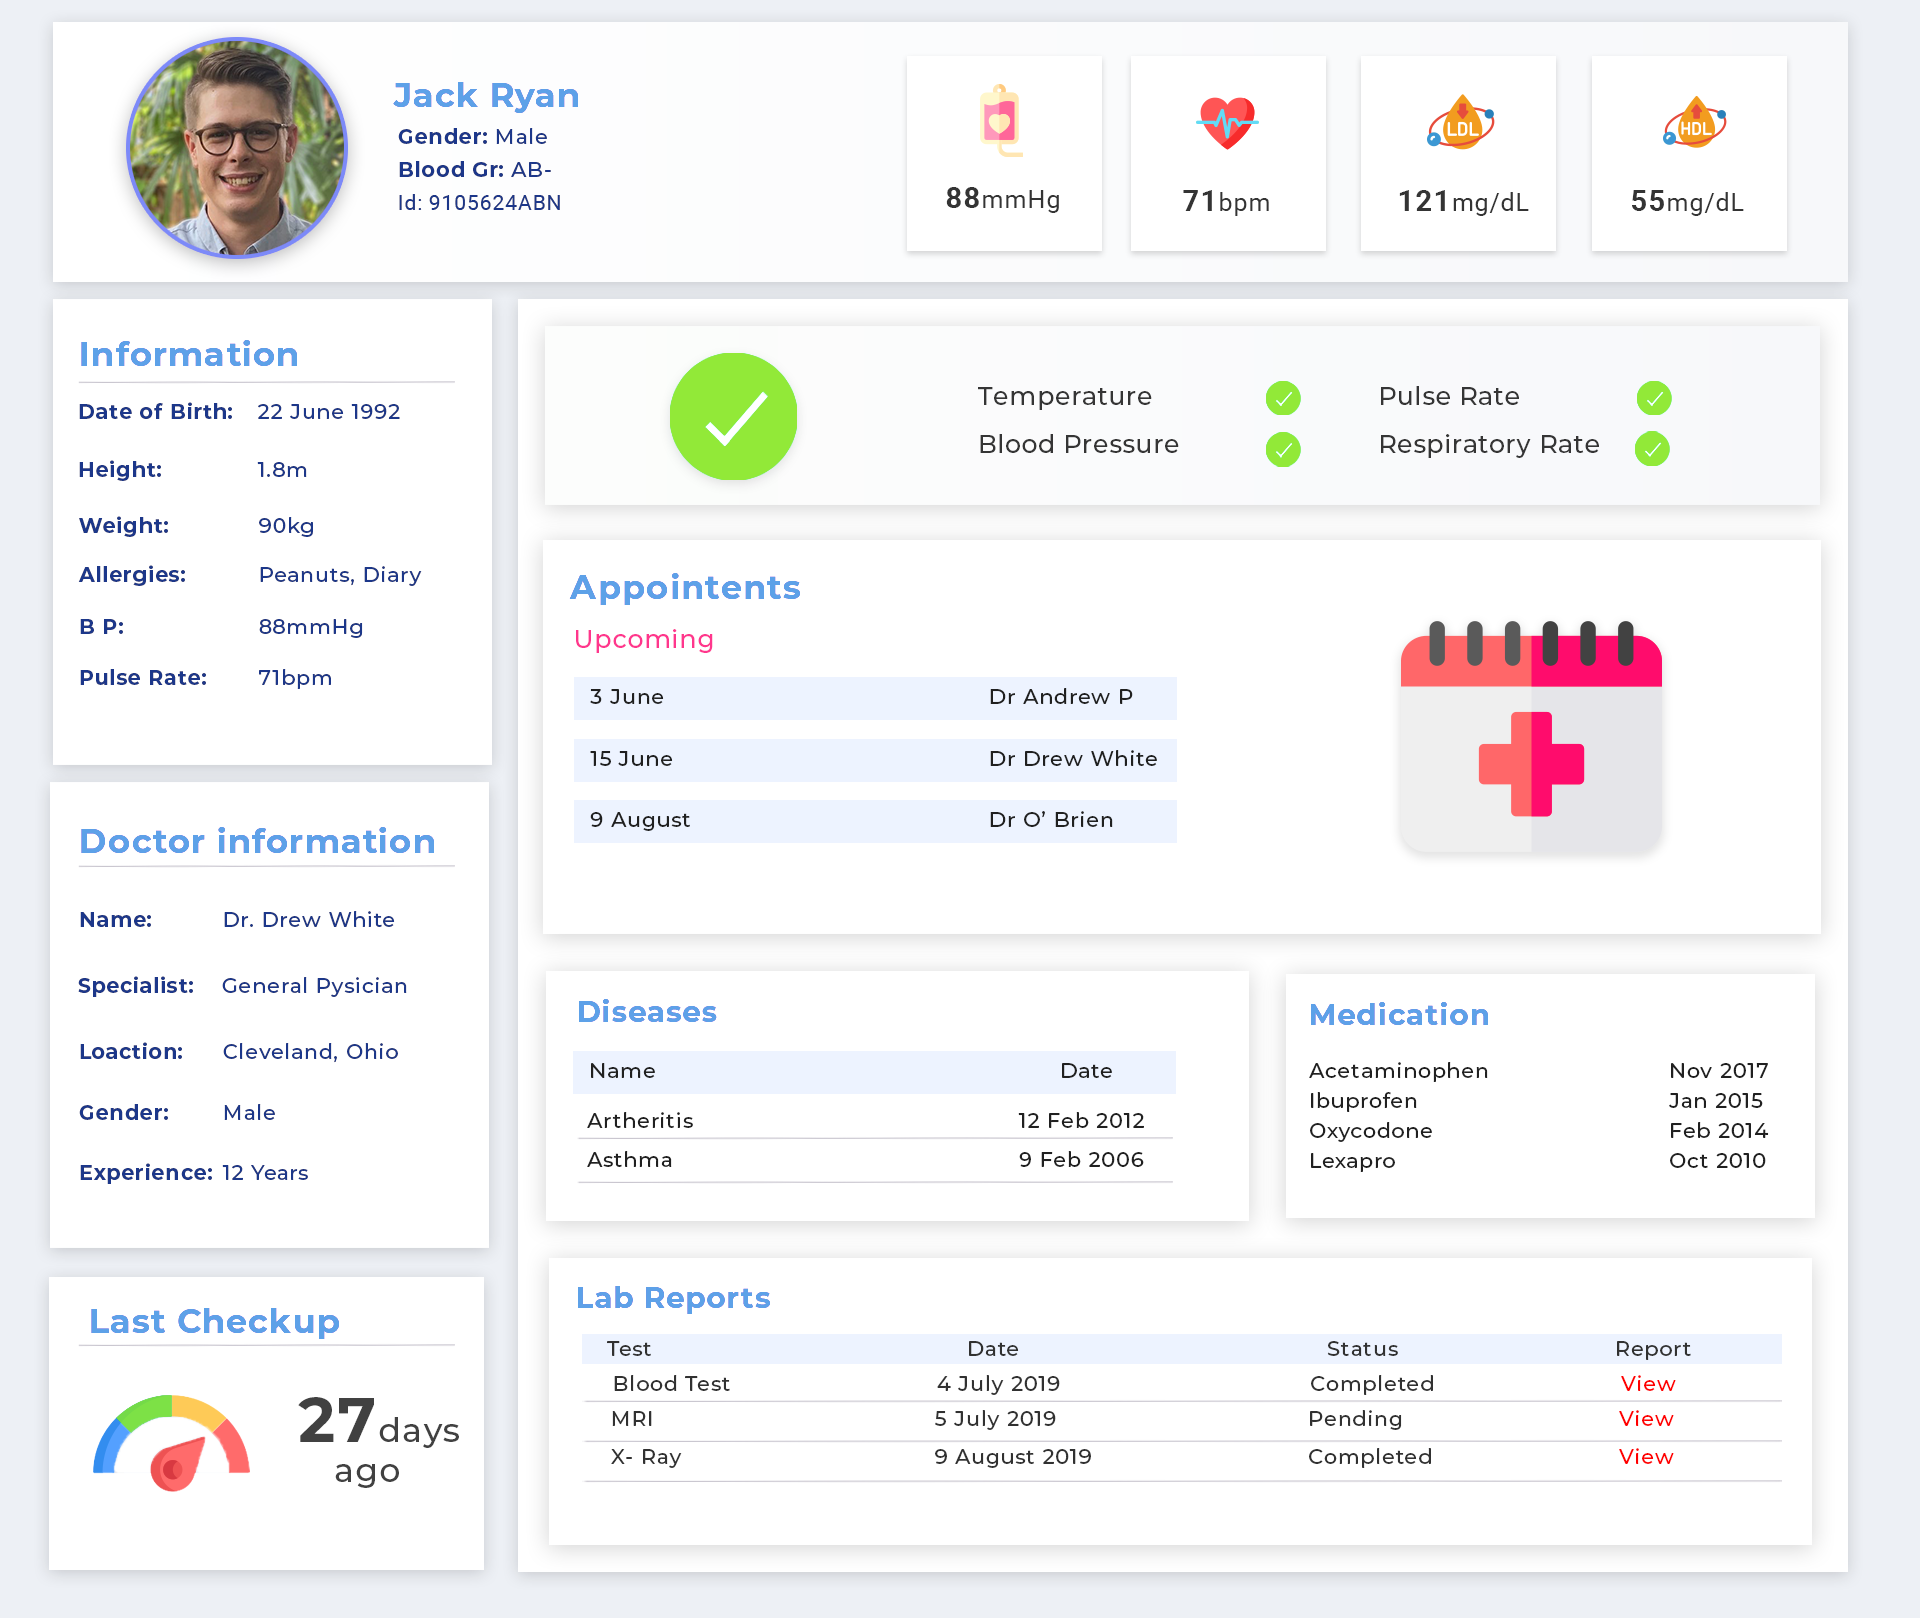 Jack Ryan
Gender: Male
Blood Gr: AB-
Id: 9105624ABN
88mmHg
71bpm
LDL
121mg/dL
HDL
55mg/dL
Information
Date of Birth: 22 June 1992
Height: 1.8m
Weight: 90kg
Allergies: Peanuts, Diary
B P: 88mmHg
Pulse Rate: 71bpm
Doctor information
Name: Dr. Drew White
Specialist: General Pysician
Loaction: Cleveland, Ohio
Gender: Male
Experience: 12 Years
Last Checkup
27 days
ago
Temperature Pulse Rate
Blood Pressure Respiratory Rate
Appointents
Upcoming
3 June Dr Andrew P
15 June Dr Drew White
9 August Dr O’ Brien
Diseases
Name Date
Artheritis 12 Feb 2012
Asthma 9 Feb 2006
Medication
Acetaminophen Nov 2017
Ibuprofen Jan 2015
Oxycodone Feb 2014
Lexapro Oct 2010
Lab Reports
Test Date Status Report
Blood Test 4 July 2019 Completed View
MRI 5 July 2019 Pending View
X- Ray 9 August 2019 Completed View